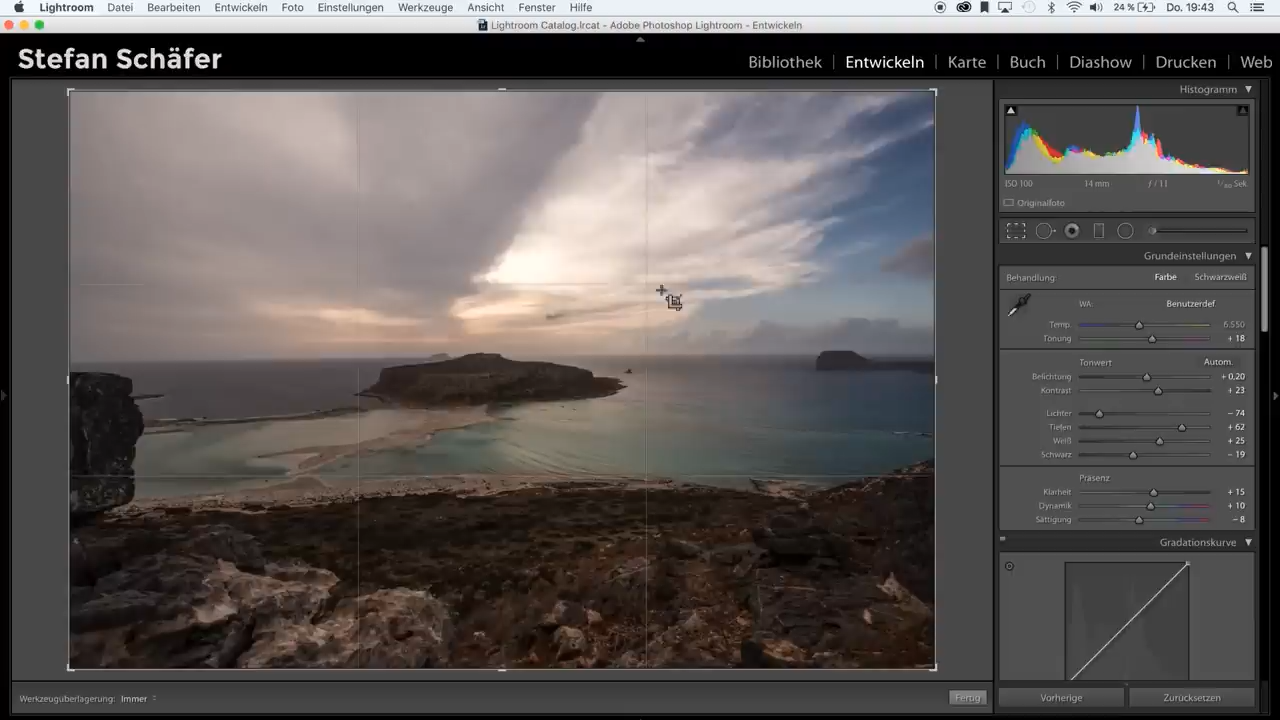 Lightroom Datei Bearbeiten Entwickeln Foto Einstellungen Werkzeuge Ansicht Fenster Hilfe 24 % Do. 19:43
Lightroom Catalog.lrcat - Adobe Photoshop Lightroom - Entwickeln
Stefan Schäfer
Bibliothek Entwickeln Karte Buch Diashow Drucken Web
Histogramm
ISO 100 14 mm ƒ / 11 Sek.
Originalfoto
Grundeinstellungen
Behandlung: Farbe Schwarzweiß
WA: Benutzerdef.
Temp. 6.550
Tonung + 18
Tonwert Autom.
Belichtung + 0,20
Kontrast + 23
Lichter − 74
Tiefen + 62
Weiß + 25
Schwarz − 19
Präsenz
Klarheit + 15
Dynamik + 10
Sättigung − 8
Gradationskurve
Werkzeugüberlagerung: Immer
Fertig
Vorherige
Zurücksetzen